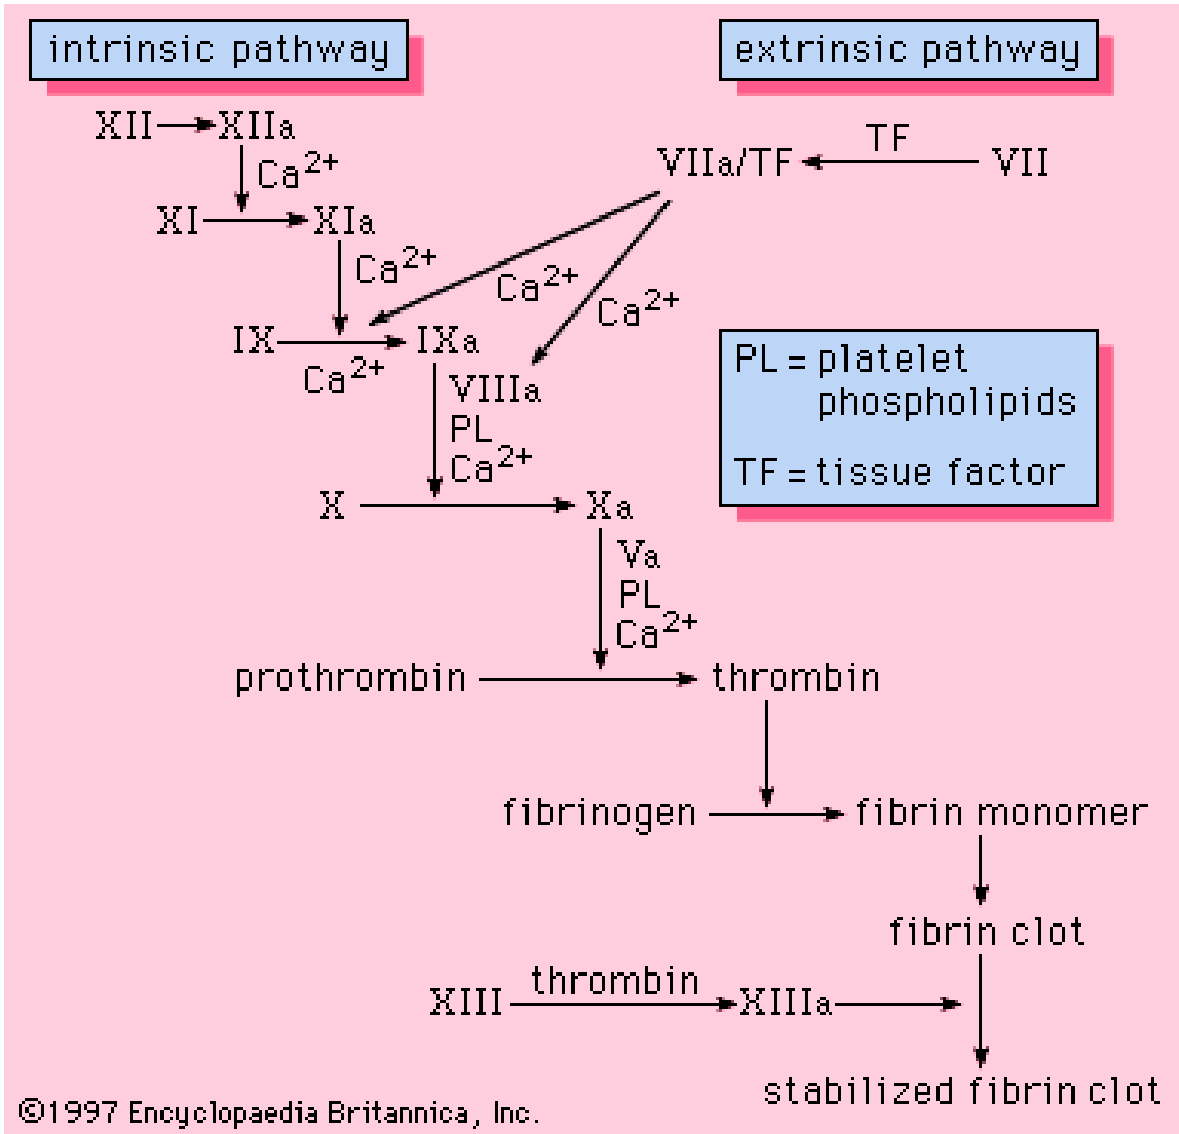 intrinsic pathway
extrinsic pathway
XII XIIa
Ca2+
TF
VIIa/TF VII
XI XIa
Ca2+
Ca2+
Ca2+
IX IXa
Ca2+
VIIIa
PL
Ca2+
PL = platelet
phospholipids
TF = tissue factor
X Xa
Va
PL
Ca2+
prothrombin thrombin
fibrinogen fibrin monomer
fibrin clot
thrombin
XIII XIIIa
stabilized fibrin clot
©1997 Encyclopaedia Britannica, Inc.